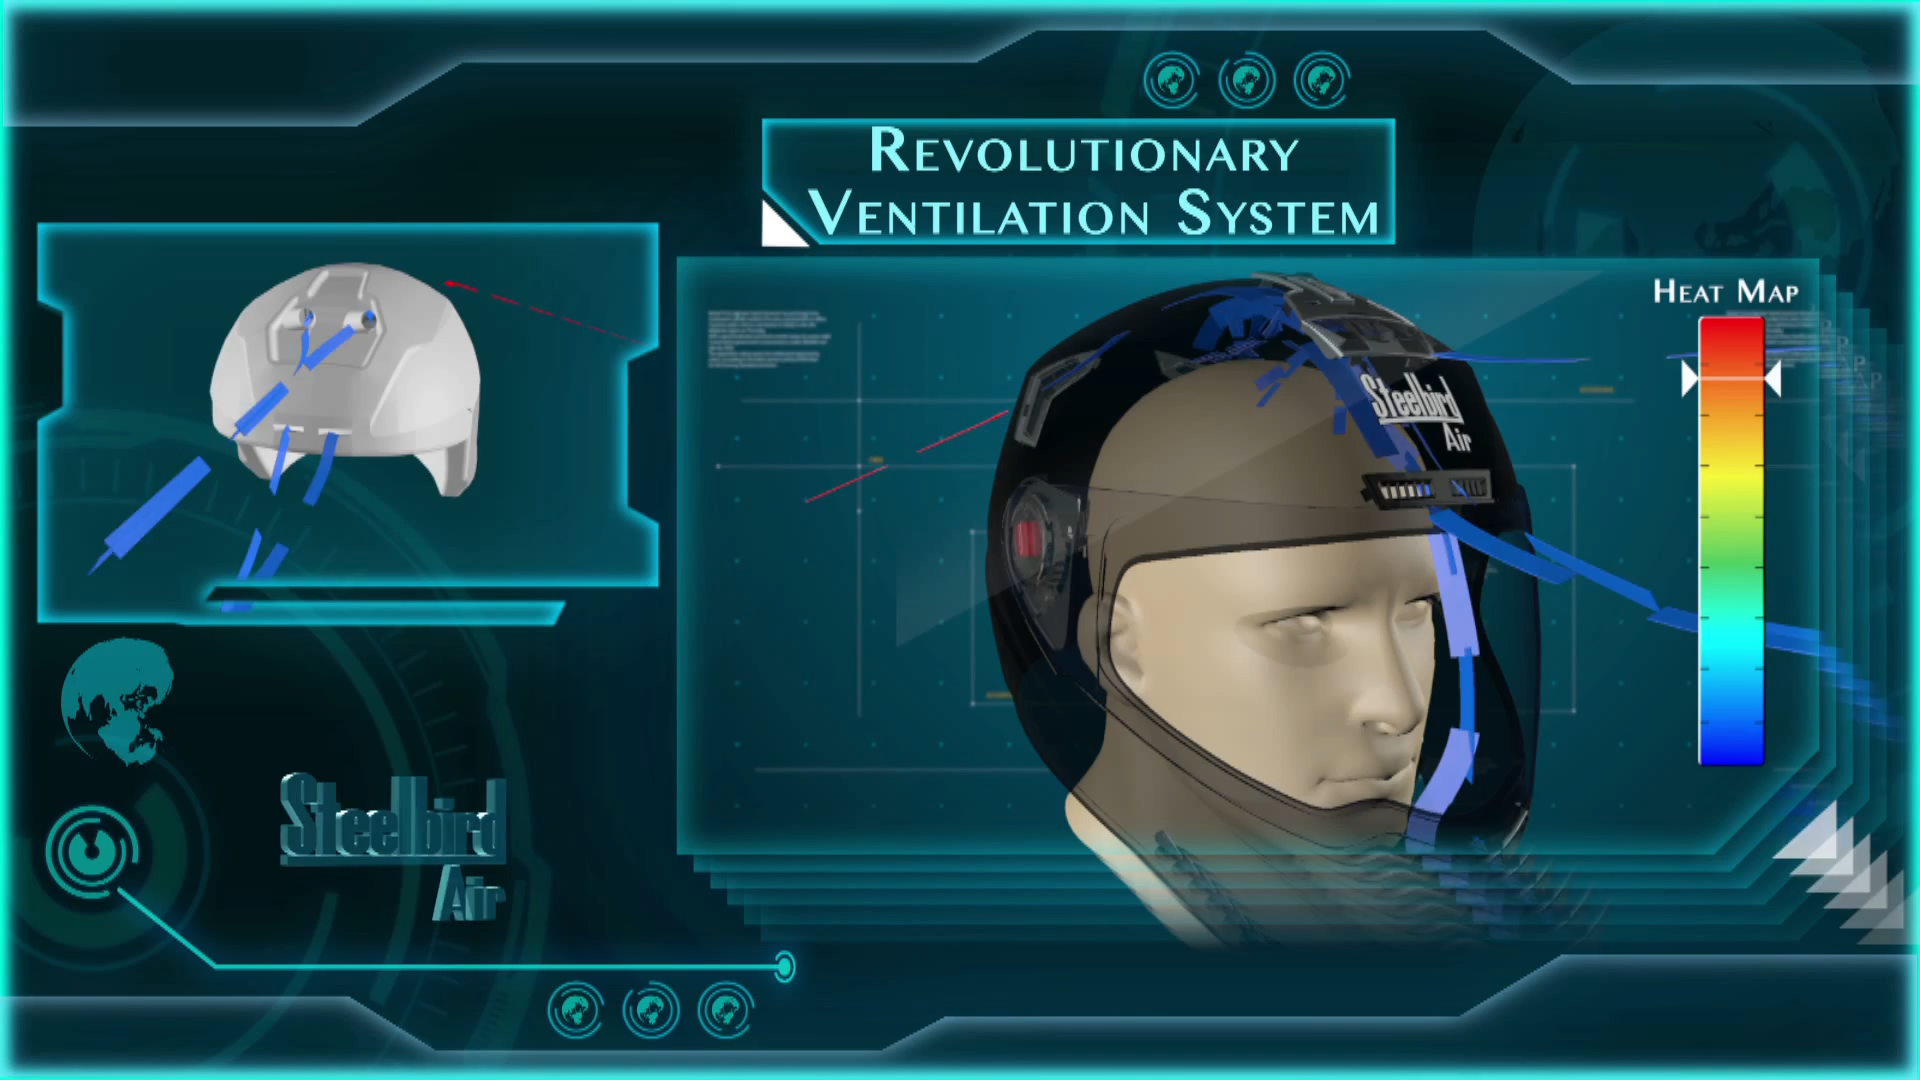 REVOLUTIONARY
VENTILATION SYSTEM
HEAT MAP
Steelbird
Air
Steelbird
Air